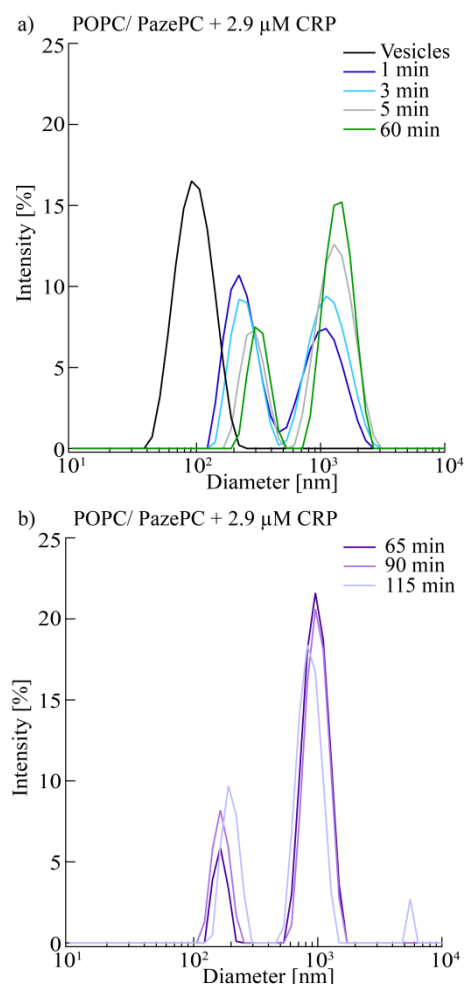 a) POPC/ PazePC + 2.9 μM CRP
25
20
15
10
5
0
Intensity [%]
Vesicles
1 min
3 min
5 min
60 min
10¹ 10² 10³ 10⁴
Diameter [nm]
b) POPC/ PazePC + 2.9 μM CRP
25
20
15
10
5
0
Intensity [%]
65 min
90 min
115 min
10¹ 10² 10³ 10⁴
Diameter [nm]